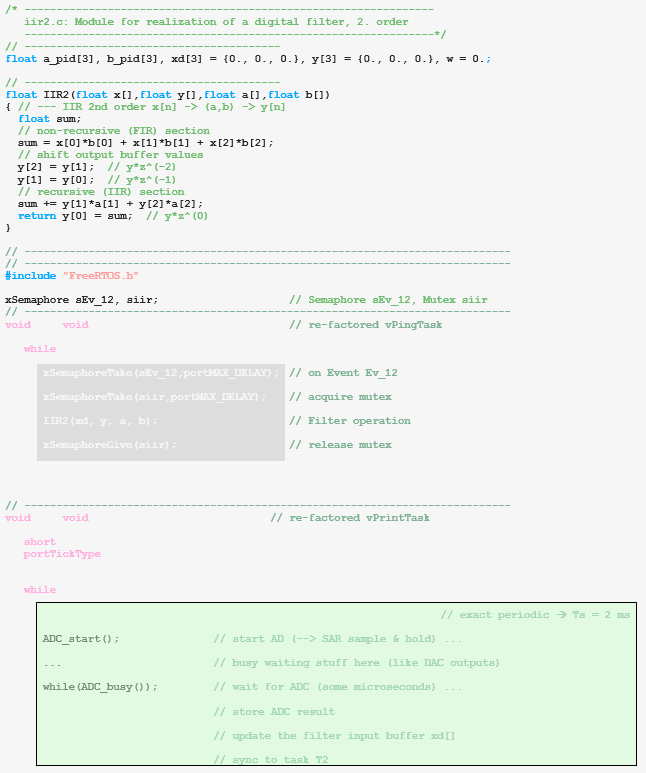 /* ----------------------------------------------------------------
iir2.c: Module for realization of a digital filter, 2. order
----------------------------------------------------------------*/
// ----------------------------------------
float a_pid[3], b_pid[3], xd[3] = {0., 0., 0.}, y[3] = {0., 0., 0.}, w = 0.;
// ----------------------------------------
float IIR2(float x[],float y[],float a[],float b[])
{ // --- IIR 2nd order x[n] -> (a,b) -> y[n]
float sum;
// non-recursive (FIR) section
sum = x[0]*b[0] + x[1]*b[1] + x[2]*b[2];
// shift output buffer values
y[2] = y[1];  // y*z^(-2)
y[1] = y[0];  // y*z^(-1)
// recursive (IIR) section
sum += y[1]*a[1] + y[2]*a[2];
return y[0] = sum;  // y*z^(0)
}
// ----------------------------------------------------------------------------
// ----------------------------------------------------------------------------
#include "FreeRTOS.h"
xSemaphore sEv_12, siir; // Semaphore sEv_12, Mutex siir
// ----------------------------------------------------------------------------
void void // re-factored vPingTask
while
xSemaphoreTake(sEv_12,portMAX_DELAY); // on Event Ev_12
xSemaphoreTake(siir,portMAX_DELAY); // acquire mutex
IIR2(xd, y, a, b); // Filter operation
xSemaphoreGive(siir); // release mutex
// ----------------------------------------------------------------------------
void void // re-factored vPrintTask
short
portTickType
while
// exact periodic → Ts = 2 ms
ADC_start(); // start AD (--> SAR sample & hold) ...
... // busy waiting stuff here (like DAC outputs)
while(ADC_busy()); // wait for ADC (some microseconds) ...
// store ADC result
// update the filter input buffer xd[]
// sync to task T2